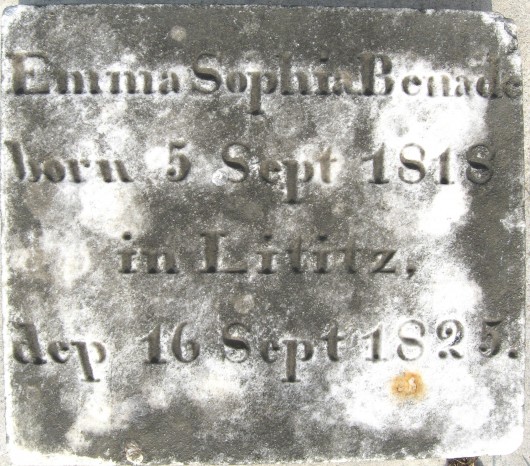 Emma Sophia Benade
born 5 Sept 1818
in Lititz,
dep 16 Sept 1825.